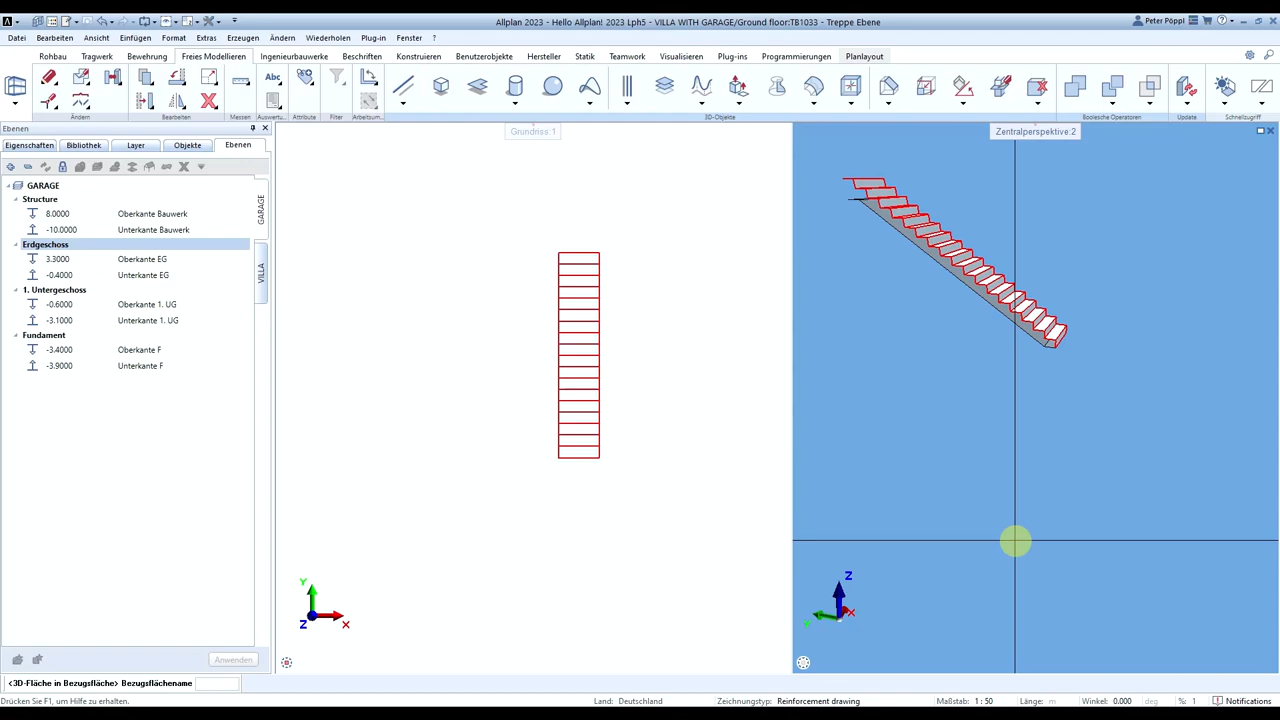 Allplan 2023 - Hello Allplan! 2023 Lph5 - VILLA WITH GARAGE/Ground floor:TB1033 - Treppe Ebene
Peter Pöppl
Datei Bearbeiten Ansicht Einfügen Format Extras Erzeugen Ändern Wiederholen Plug-in Fenster ?
Rohbau Tragwerk Bewehrung Freies Modellieren Ingenieurbauwerke Beschriften Konstruieren Benutzerobjekte Hersteller Statik Teamwork Visualisieren Plug-ins Programmierungen Planlayout
Abc
Ändern Bearbeiten Messen Auswertu... Attribute Filter Arbeitsum... 3D-Objekte Boolesche Operatoren Update Schnelzugriff
Ebenen
Grundriss:1
Zentralperspektive:2
Eigenschaften Bibliothek Layer Objekte Ebenen
GARAGE
VILLA
GARAGE
Structure
8.0000 Oberkante Bauwerk
-10.0000 Unterkante Bauwerk
Erdgeschoss
3.3000 Oberkante EG
-0.4000 Unterkante EG
1. Untergeschoss
-0.6000 Oberkante 1. UG
-3.1000 Unterkante 1. UG
Fundament
-3.4000 Oberkante F
-3.9000 Unterkante F
Y
Z
X
Z
Y
X
Anwenden
<3D-Fläche in Bezugsfläche> Bezugsflächename
Drücken Sie F1, um Hilfe zu erhalten.
Land: Deutschland
Zeichnungstyp: Reinforcement drawing
Maßstab: 1 : 50
Länge: m
Winkel: 0.000 deg
%: 1
Notifications